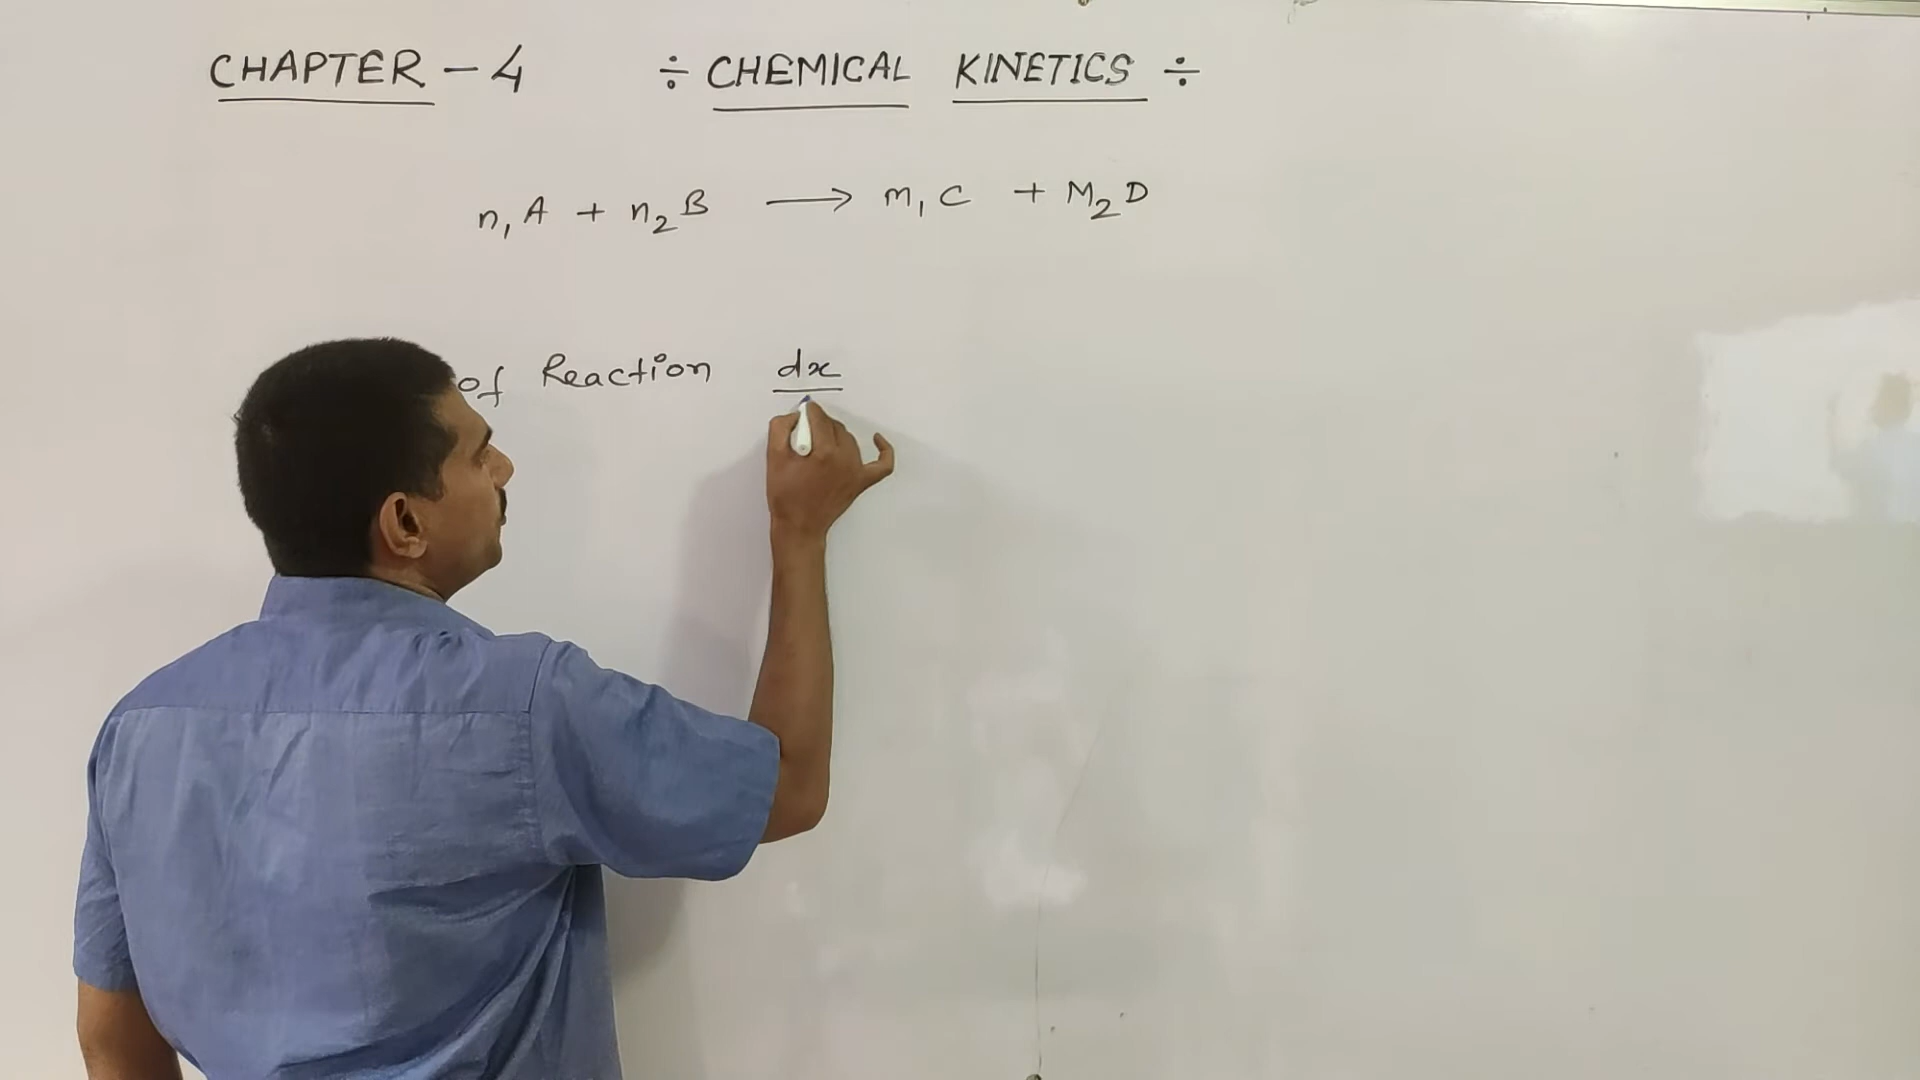 CHAPTER - 4 ÷ CHEMICAL KINETICS ÷
n₁A + n₂B ⟶ m₁C + M₂D
of Reaction dx